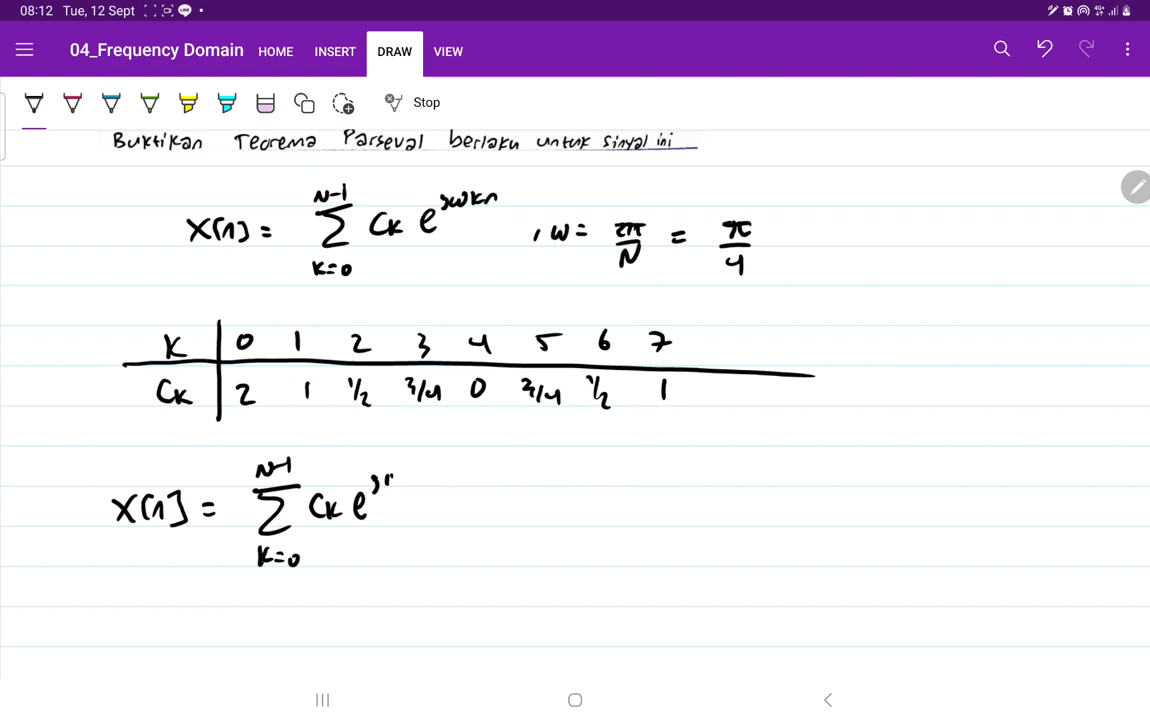 08:12 Tue, 12 Sept
04_Frequency Domain HOME INSERT DRAW VIEW
Stop
Buktikan Teorema Parseval berlaku untuk sinyal ini
x[n] = N-1 Σ k=0 Ck e^jωkn , ω = 2π/N = π/4
K 0 1 2 3 4 5 6 7
Ck 2 1 1/2 3/4 0 3/4 1/2 1
x[n] = N-1 Σ k=0 Ck e^j